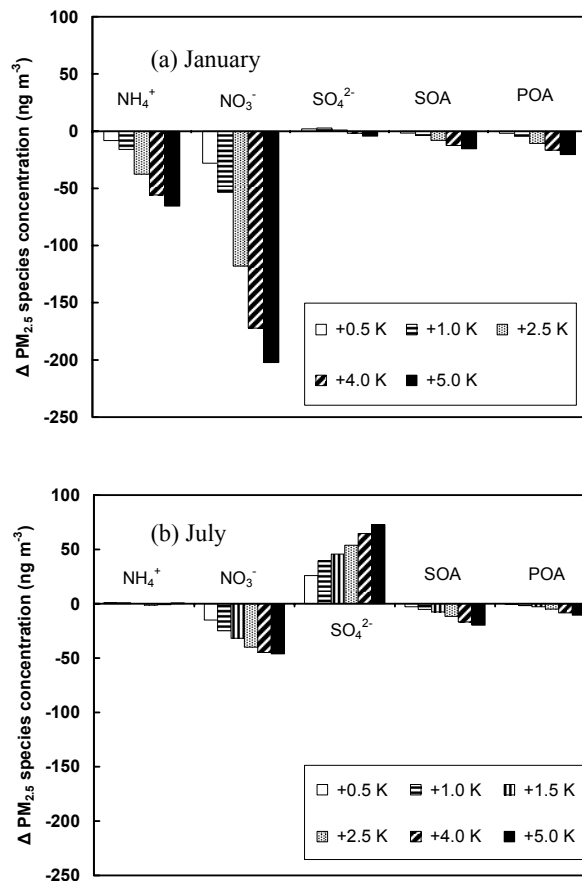 100
50
0
-50
-100
-150
-200
-250
Δ PM2.5 species concentration (ng m-3)
(a) January
NH4+ NO3- SO42- SOA POA
+0.5 K +1.0 K +2.5 K
+4.0 K +5.0 K
100
50
0
-50
-100
-150
-200
-250
Δ PM2.5 species concentration (ng m-3)
(b) July
NH4+ NO3- SOA POA
SO42-
+0.5 K +1.0 K +1.5 K
+2.5 K +4.0 K +5.0 K